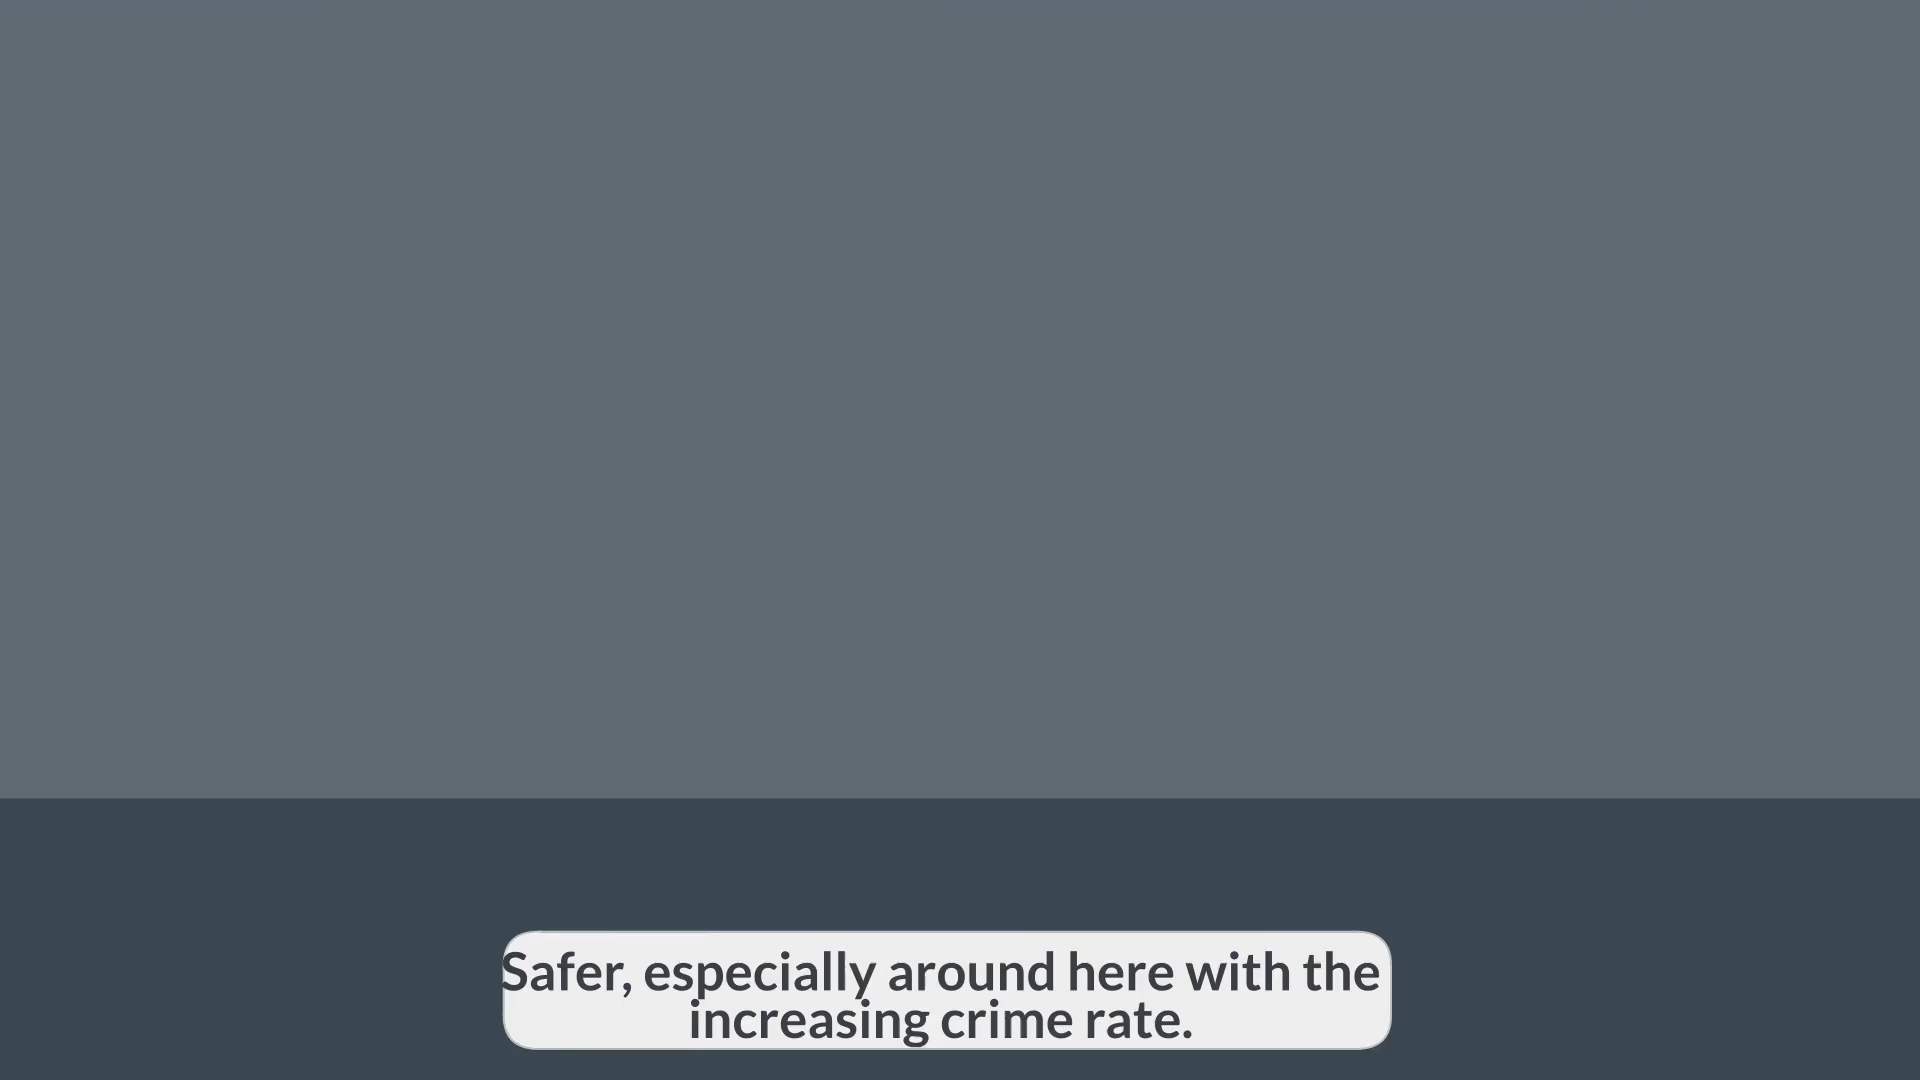 Safer, especially around here with the
increasing crime rate.